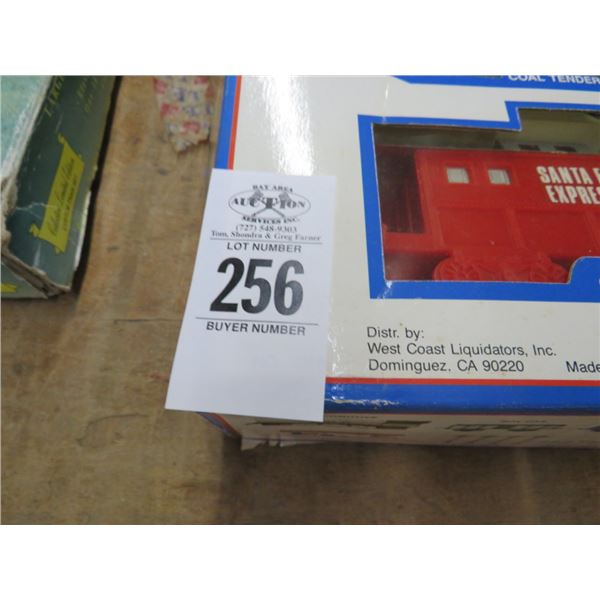 COAL TENDER
BAY AREA
AUCTION
SERVICES INC.
(727) 548-9303
Tom, Shondra & Greg Farner
LOT NUMBER
256
BUYER NUMBER
SANTA F
EXPRES
Distr. by:
West Coast Liquidators, Inc.
Dominguez, CA 90220 Made